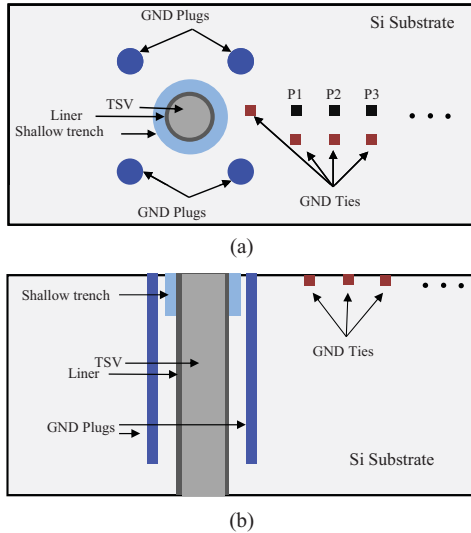 GND Plugs
Si Substrate
TSV
P1 P2 P3
Liner
Shallow trench
GND Plugs
GND Ties
(a)
Shallow trench
GND Ties
TSV
Liner
GND Plugs
Si Substrate
(b)